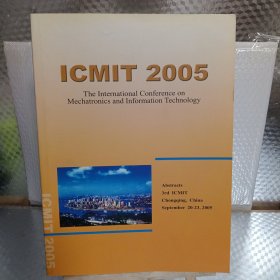 ICMIT 2005
The International Conference on
Mechatronics and Information Technology
Abstracts
3rd ICMIT
Chongqing, China
September 20-23, 2005
ICMIT 2005